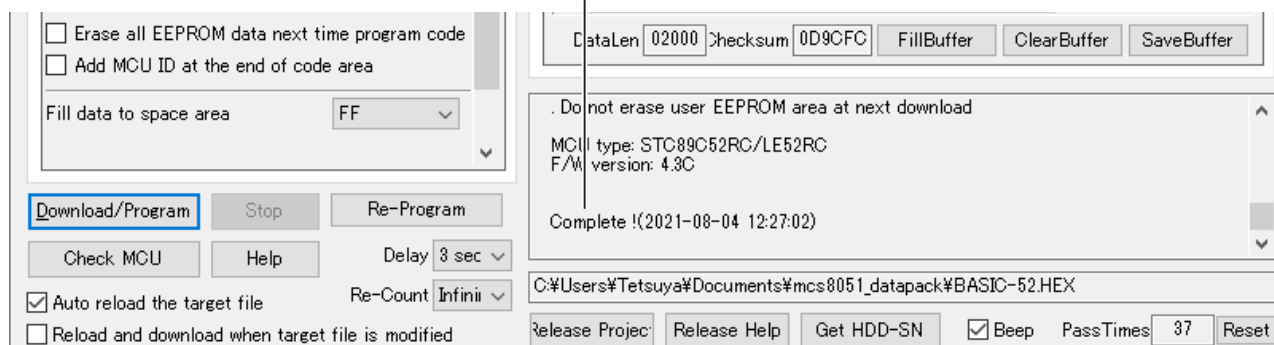 Erase all EEPROM data next time program code
Add MCU ID at the end of code area
Fill data to space area FF
Download/Program Stop Re-Program
Check MCU Help Delay 3 sec
Auto reload the target file Re-Count
Reload and download when target file is modified
DataLen 02000 Checksum 0D9CFC FillBuffer ClearBuffer SaveBuffer
. Do not erase user EEPROM area at next download
MCU type: STC89C52RC/LE52RC
F/W version: 4.3C
Complete !(2021-08-04 12:27:02)
C:¥Users¥Tetsuya¥Documents¥mcs8051_datapack¥BASIC-52.HEX
Release Projec Release Help Get HDD-SN Beep PassTimes 37 Reset